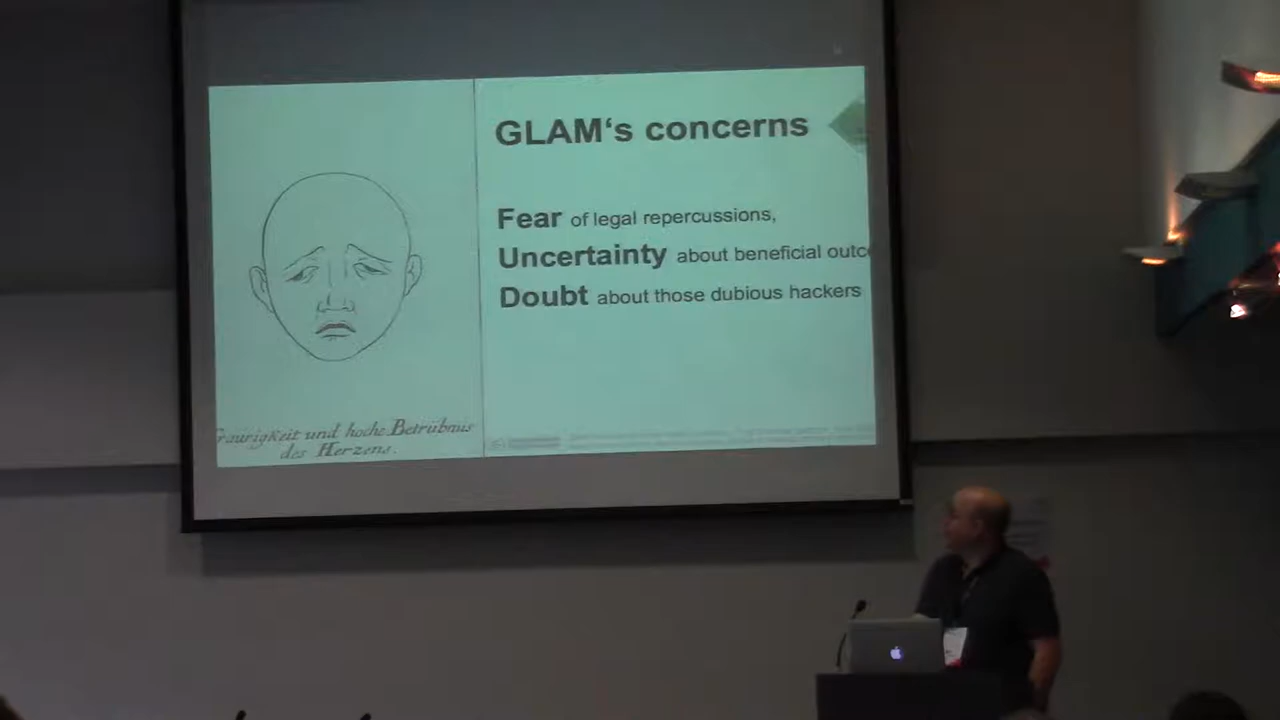 GLAM‘s concerns
Fear of legal repercussions,
Uncertainty about beneficial outc
Doubt about those dubious hackers
Traurigkeit und hohe Betrübnus
des Herzens.